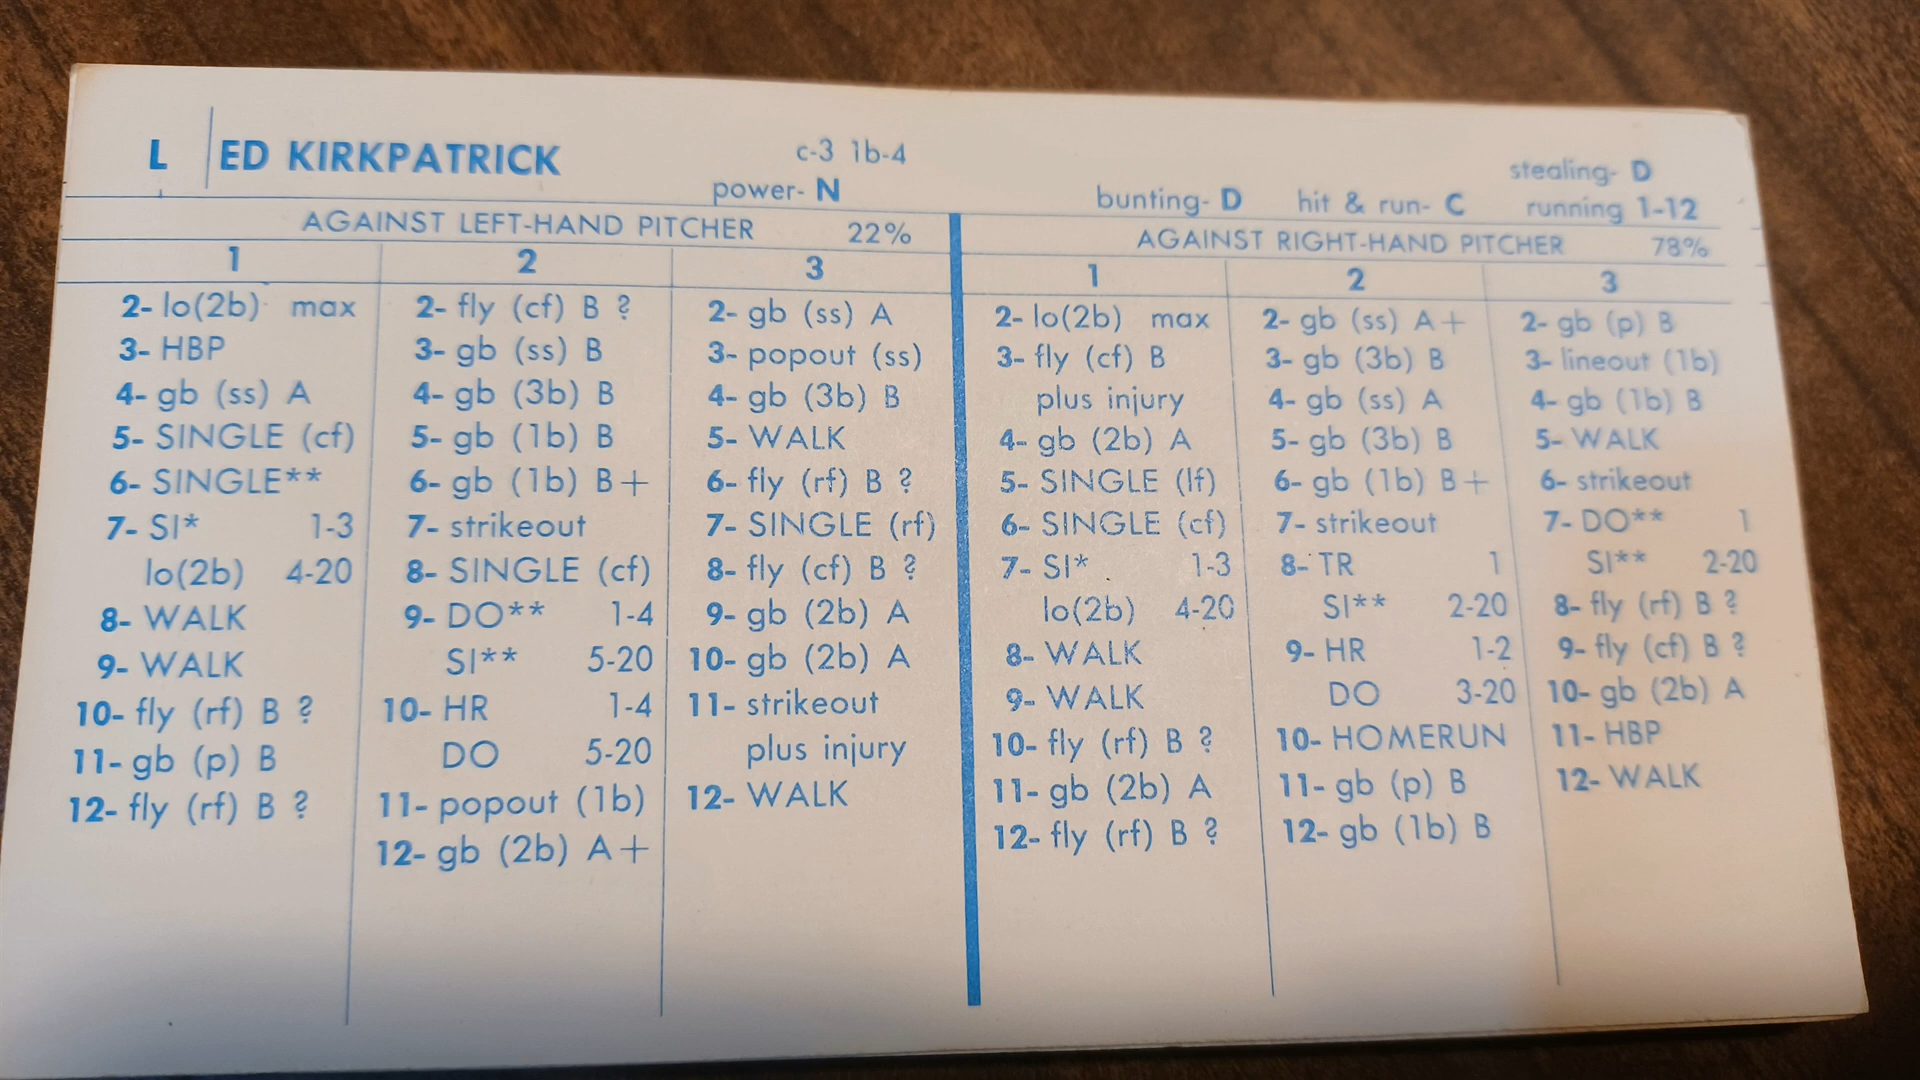 L ED KIRKPATRICK c-3 1b-4 stealing- D
power- N bunting- D hit & run- C running 1-12
AGAINST LEFT-HAND PITCHER 22%
1
2- lo(2b) max
3- HBP
4- gb (ss) A
5- SINGLE (cf)
6- SINGLE**
7- SI* 1-3
lo(2b) 4-20
8- WALK
9- WALK
10- fly (rf) B ?
11- gb (p) B
12- fly (rf) B ?
2
2- fly (cf) B ?
3- gb (ss) B
4- gb (3b) B
5- gb (1b) B
6- gb (1b) B+
7- strikeout
8- SINGLE (cf)
9- DO** 1-4
SI** 5-20
10- HR 1-4
DO 5-20
11- popout (1b)
12- gb (2b) A+
3
2- gb (ss) A
3- popout (ss)
4- gb (3b) B
5- WALK
6- fly (rf) B ?
7- SINGLE (rf)
8- fly (cf) B ?
9- gb (2b) A
10- gb (2b) A
11- strikeout
plus injury
12- WALK
AGAINST RIGHT-HAND PITCHER 78%
1
2- lo(2b) max
3- fly (cf) B
plus injury
4- gb (2b) A
5- SINGLE (lf)
6- SINGLE (cf)
7- SI* 1-3
lo(2b) 4-20
8- WALK
9- WALK
10- fly (rf) B ?
11- gb (2b) A
12- fly (rf) B ?
2
2- gb (ss) A+
3- gb (3b) B
4- gb (ss) A
5- gb (3b) B
6- gb (1b) B+
7- strikeout
8- TR 1
SI** 2-20
9- HR 1-2
DO 3-20
10- HOMERUN
11- gb (p) B
12- gb (1b) B
3
2- gb (p) B
3- lineout (1b)
4- gb (1b) B
5- WALK
6- strikeout
7- DO** 1
SI** 2-20
8- fly (rf) B ?
9- fly (cf) B ?
10- gb (2b) A
11- HBP
12- WALK